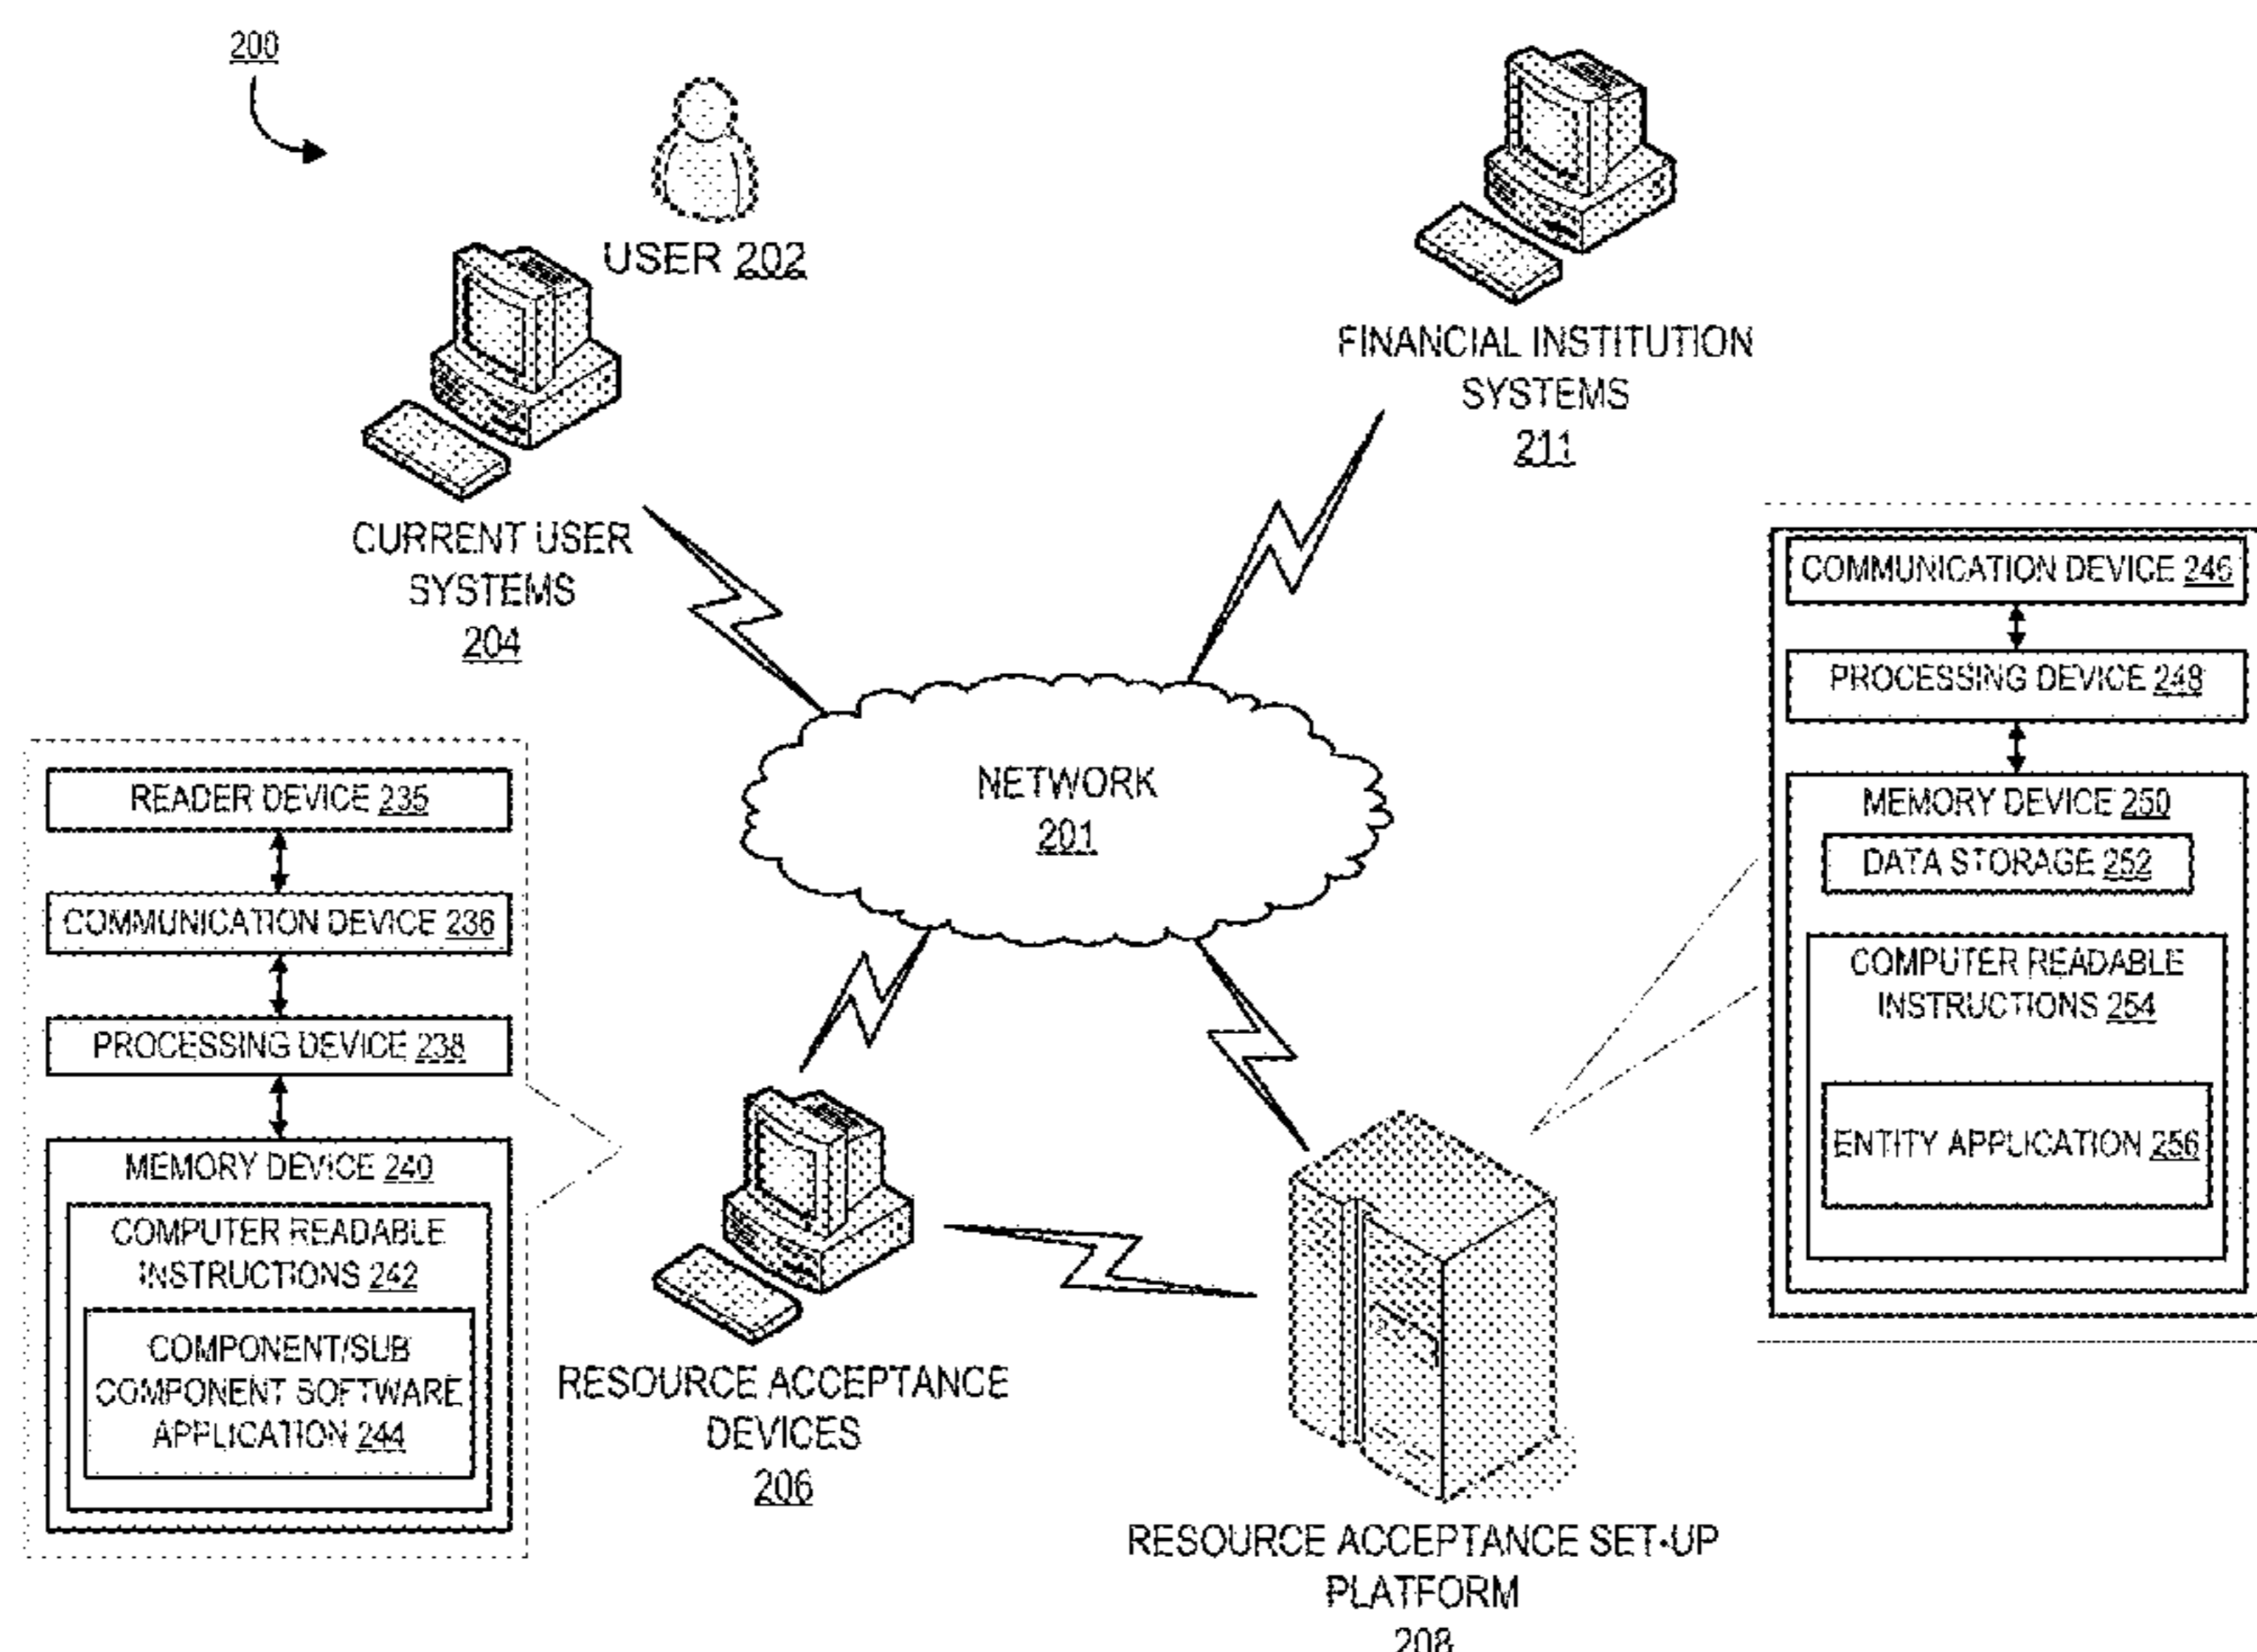 200
USER 202
FINANCIAL INSTITUTION
SYSTEMS
211
CURRENT USER
SYSTEMS
204
NETWORK
201
READER DEVICE 235
COMMUNICATION DEVICE 236
PROCESSING DEVICE 238
MEMORY DEVICE 240
COMPUTER READABLE
INSTRUCTIONS 242
COMPONENT/SUB
COMPONENT SOFTWARE
APPLICATION 244
RESOURCE ACCEPTANCE
DEVICES
206
RESOURCE ACCEPTANCE SET-UP
PLATFORM
208
COMMUNICATION DEVICE 246
PROCESSING DEVICE 248
MEMORY DEVICE 250
DATA STORAGE 252
COMPUTER READABLE
INSTRUCTIONS 254
ENTITY APPLICATION 256